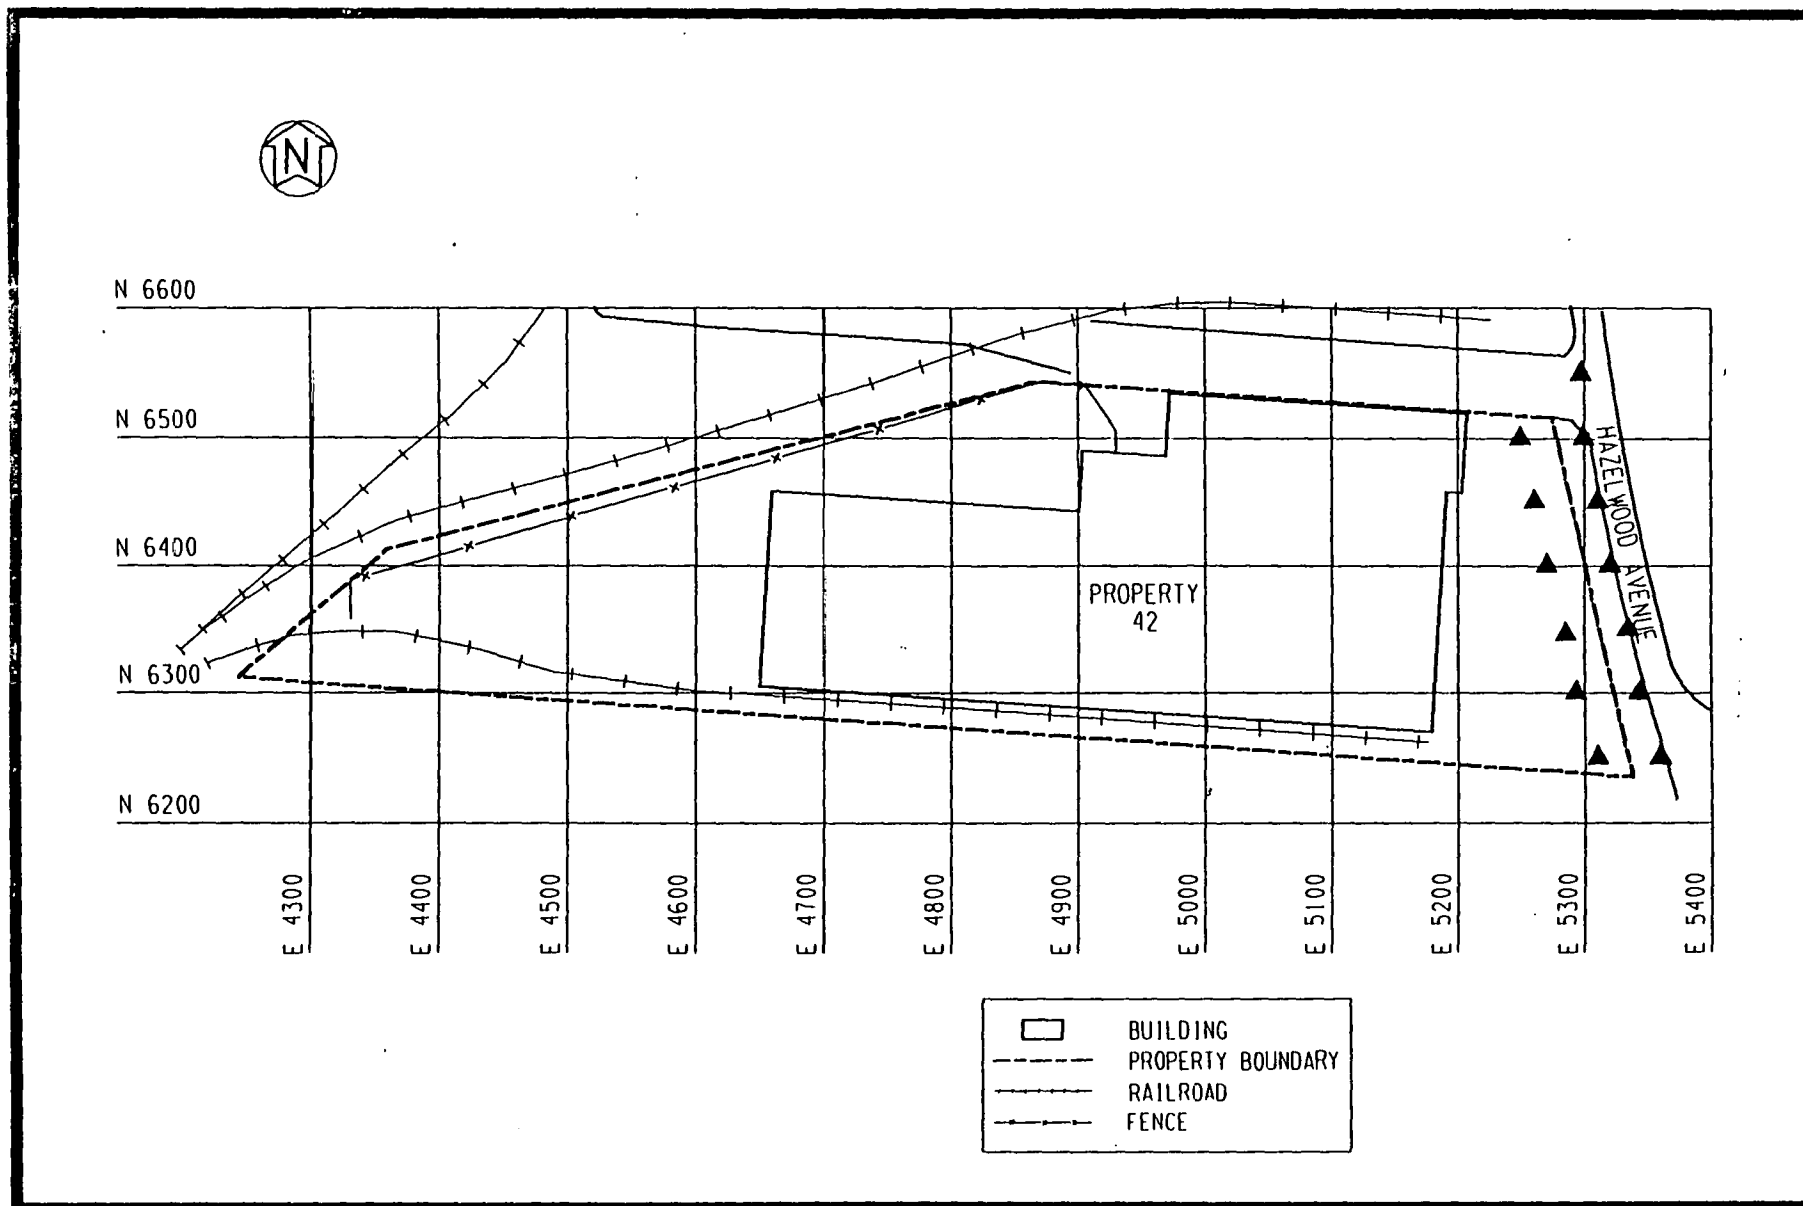 N
N 6600
N 6500
N 6400
N 6300
N 6200
HAZELWOOD AVENUE
PROPERTY
42
E 4300
E 4400
E 4500
E 4600
E 4700
E 4800
E 4900
E 5000
E 5100
E 5200
E 5300
E 5400
BUILDING
PROPERTY BOUNDARY
RAILROAD
FENCE